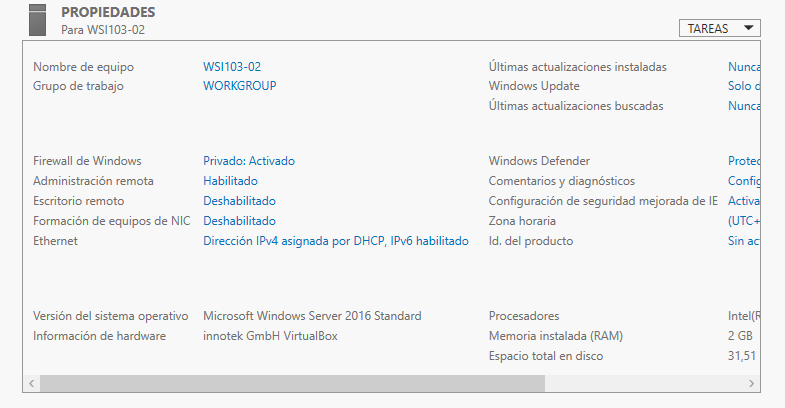 PROPIEDADES
Para WSI103-02
TAREAS
Nombre de equipo WSI103-02 Últimas actualizaciones instaladas Nunca
Grupo de trabajo WORKGROUP Windows Update Solo d
Últimas actualizaciones buscadas Nunca
Firewall de Windows Privado: Activado Windows Defender Protec
Administración remota Habilitado Comentarios y diagnósticos Config
Escritorio remoto Deshabilitado Configuración de seguridad mejorada de IE Activa
Formación de equipos de NIC Deshabilitado Zona horaria (UTC+
Ethernet Dirección IPv4 asignada por DHCP, IPv6 habilitado Id. del producto Sin ac
Versión del sistema operativo Microsoft Windows Server 2016 Standard Procesadores Intel(R
Información de hardware innotek GmbH VirtualBox Memoria instalada (RAM) 2 GB
Espacio total en disco 31,51